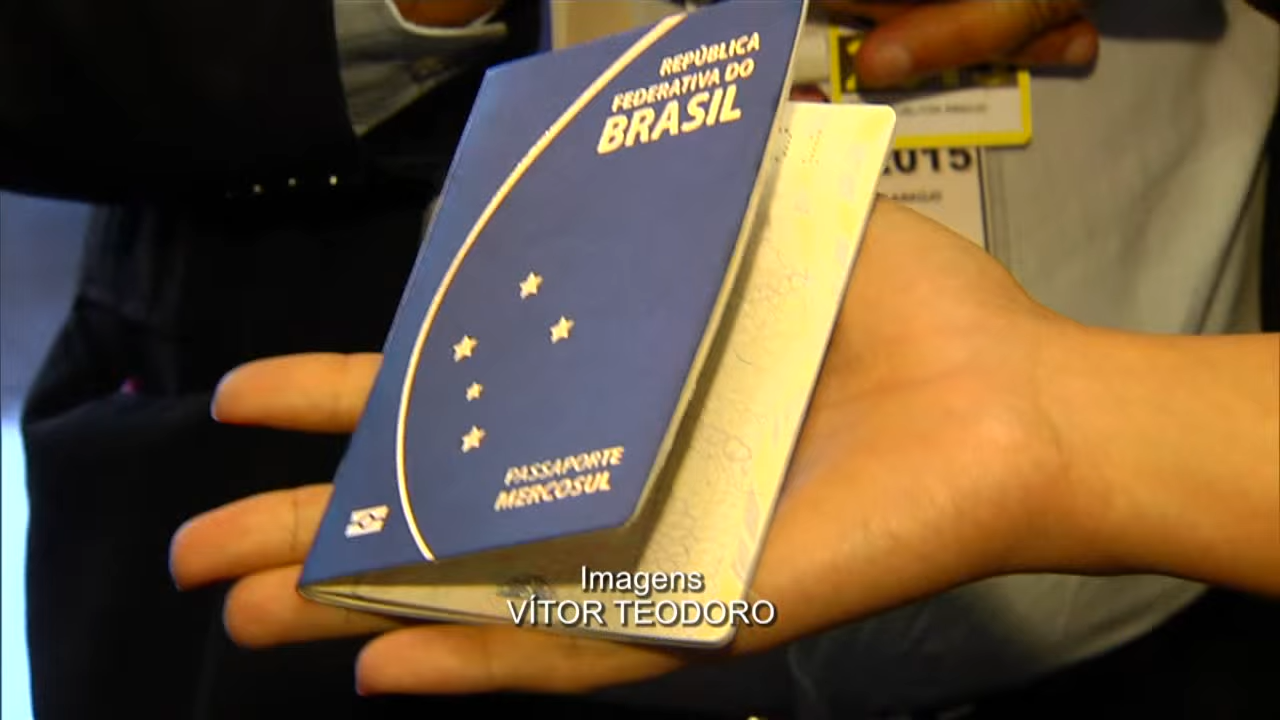 REPÚBLICA
FEDERATIVA DO
BRASIL
2015
PASSAPORTE
MERCOSUL
Imagens
VÍTOR TEODORO